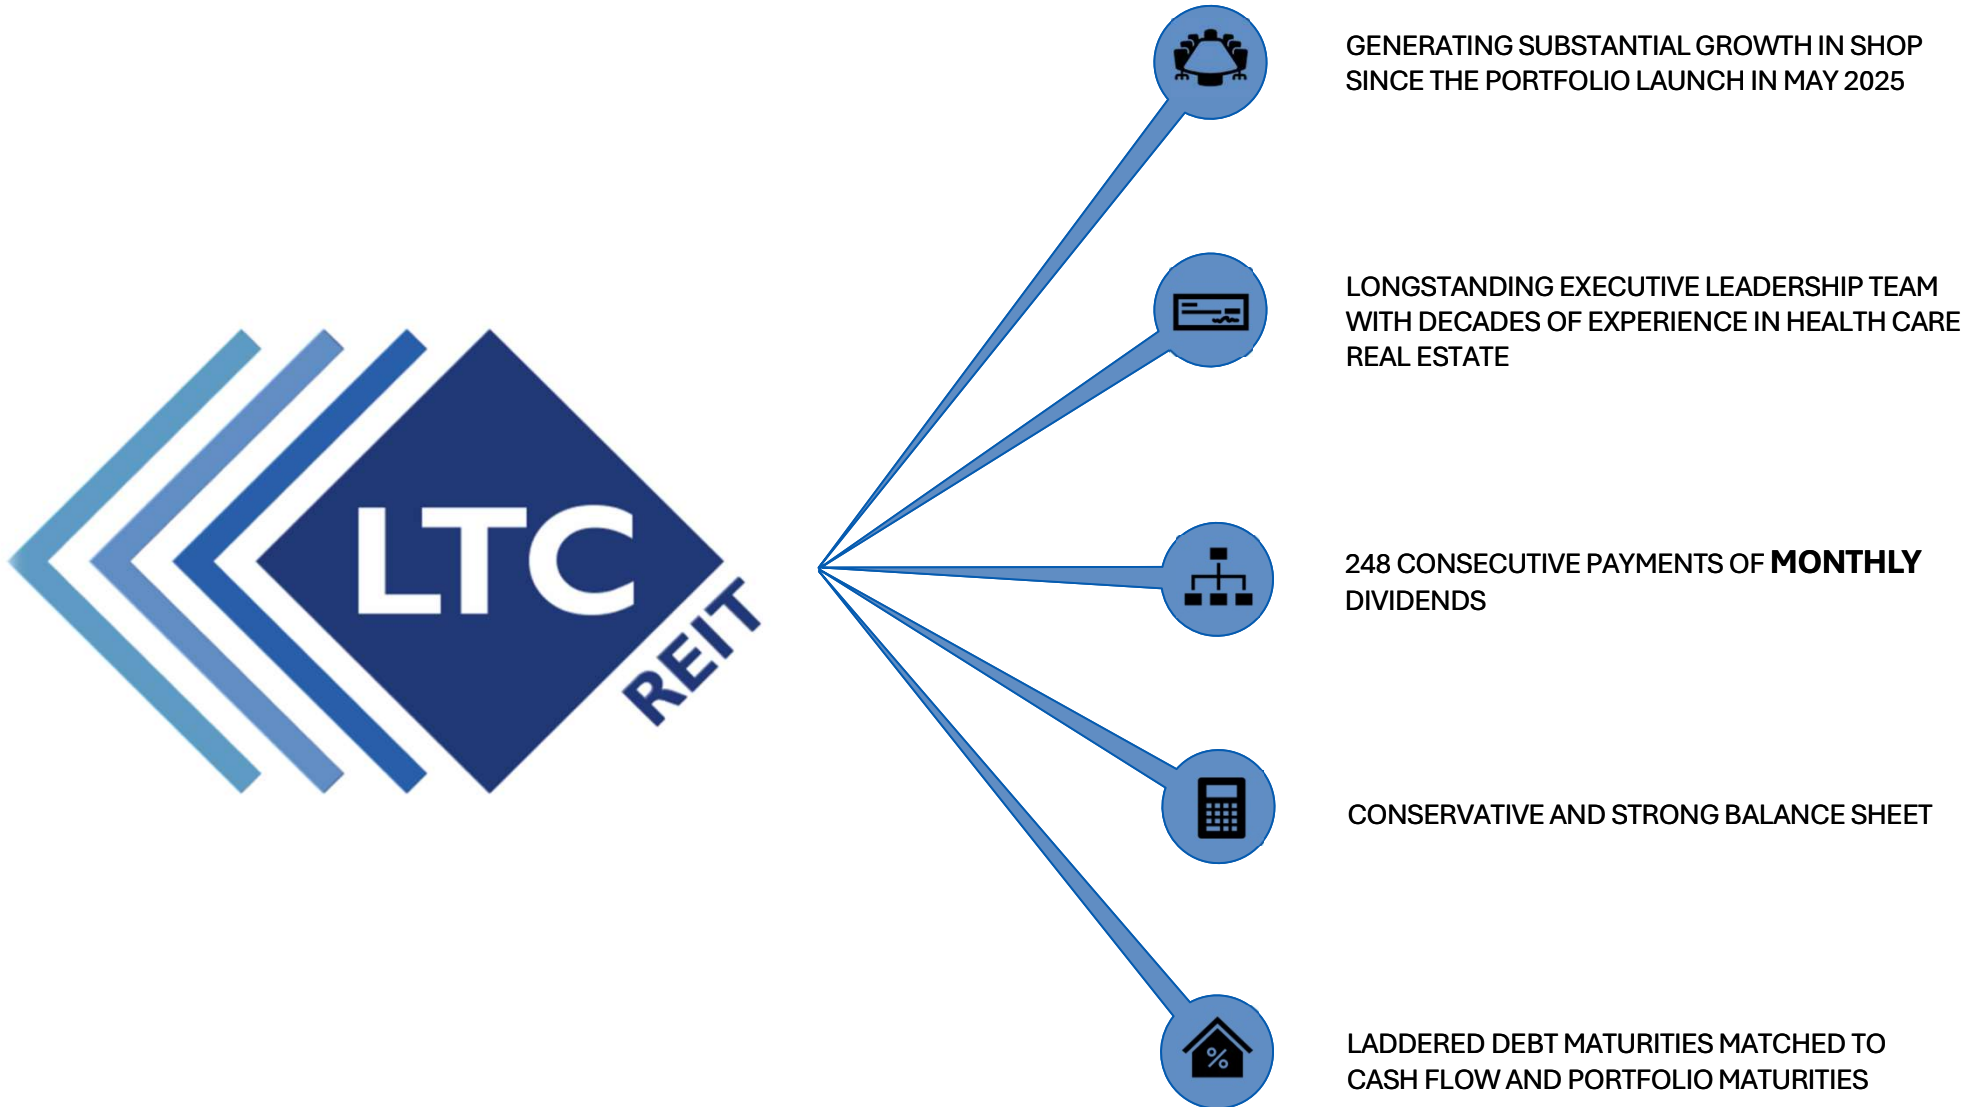 LTC
REIT
GENERATING SUBSTANTIAL GROWTH IN SHOP
SINCE THE PORTFOLIO LAUNCH IN MAY 2025
LONGSTANDING EXECUTIVE LEADERSHIP TEAM
WITH DECADES OF EXPERIENCE IN HEALTH CARE
REAL ESTATE
248 CONSECUTIVE PAYMENTS OF MONTHLY
DIVIDENDS
CONSERVATIVE AND STRONG BALANCE SHEET
%
LADDERED DEBT MATURITIES MATCHED TO
CASH FLOW AND PORTFOLIO MATURITIES